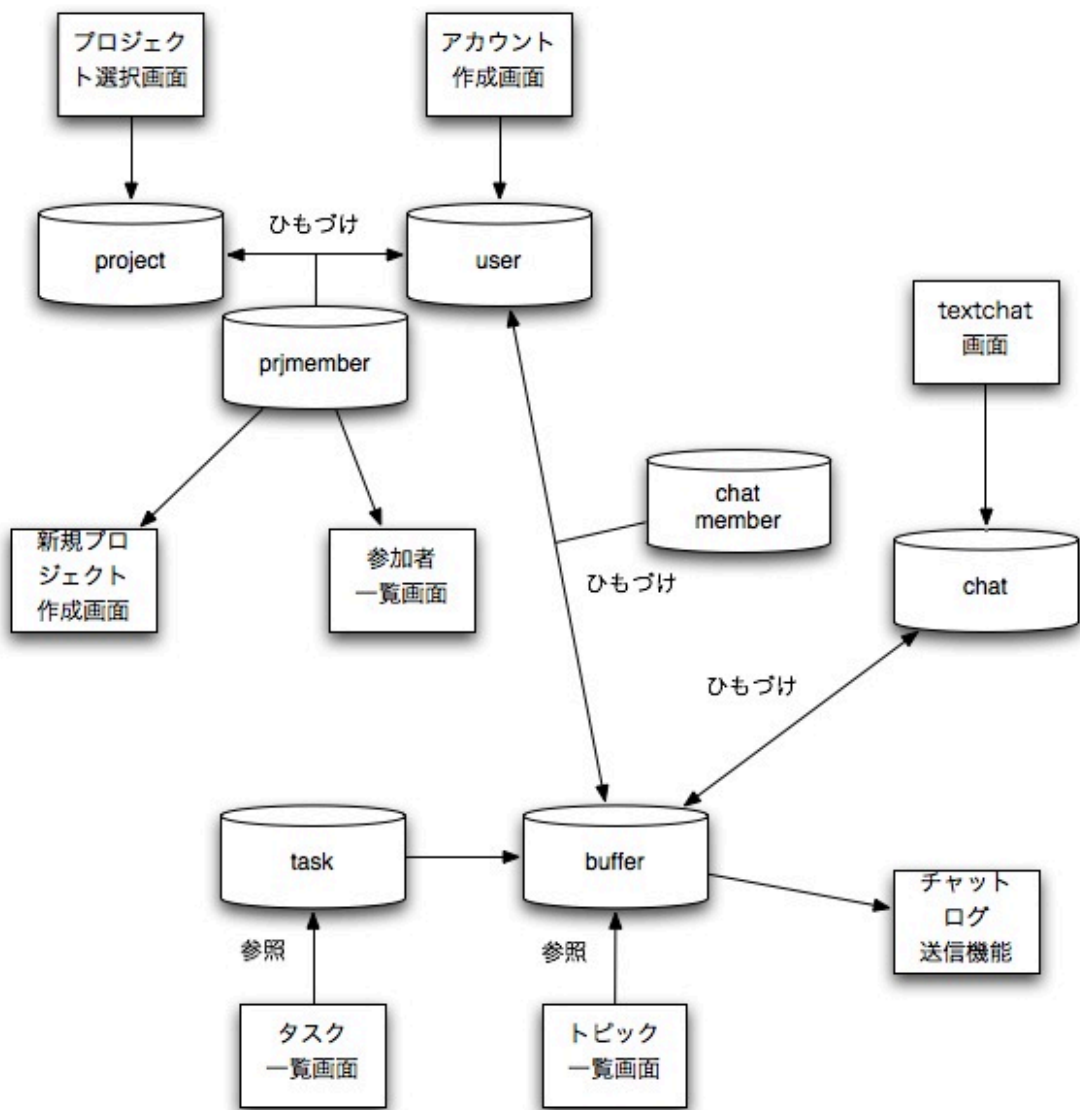 プロジェク
ト選択画面
アカウント
作成画面
ひもづけ
project
user
prjmember
textchat
画面
chat
member
新規プロ
ジェクト
作成画面
参加者
一覧画面
ひもづけ
chat
ひもづけ
task
buffer
チャット
ログ
送信機能
参照
参照
タスク
一覧画面
トピック
一覧画面